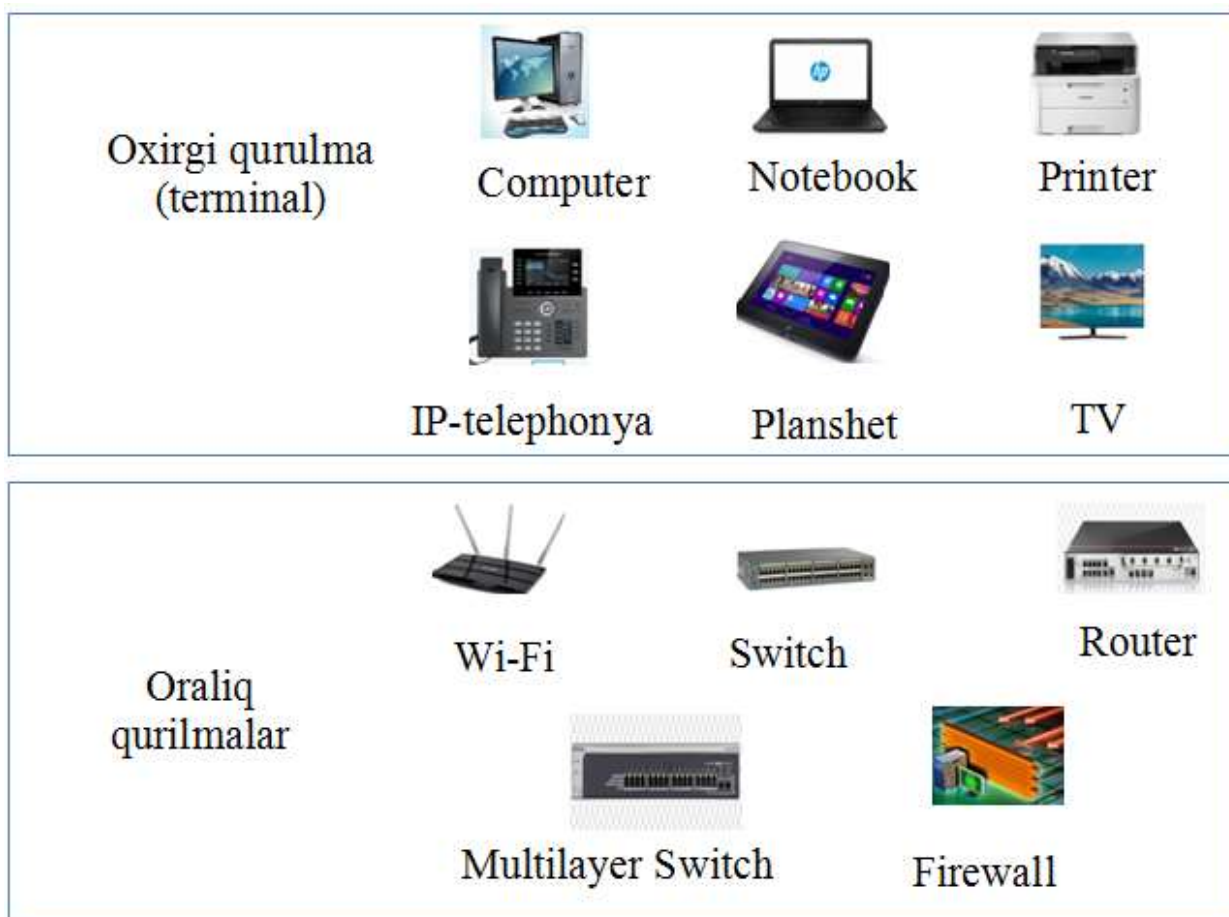 Oxirgi qurulma
(terminal)
hp
Computer
Notebook
Printer
IP-telephonya
Planshet
TV
Oraliq
qurilmalar
Wi-Fi
Switch
Router
Multilayer Switch
Firewall